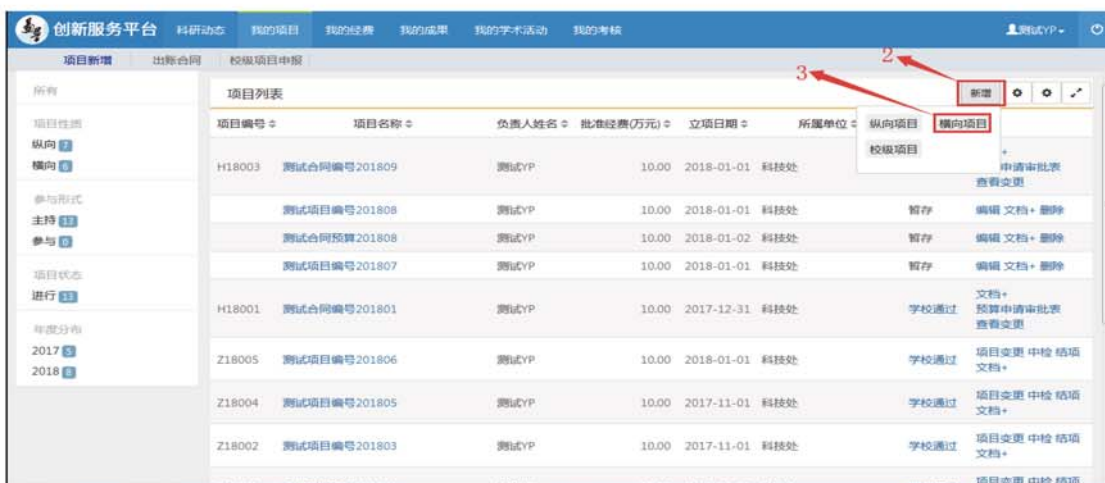 创新服务平台 科研动态 我的项目 我的经费 我的成果 我的学术活动 我的考核 测试YP
项目新增 出账合同 校级项目申报
2
3
所有
项目列表 新增
项目性质
纵向 7
横向 6
参与形式
主持 13
参与 0
项目状态
进行 13
年度分布
2017 5
2018 8
项目编号 项目名称 负责人姓名 批准经费(万元) 立项日期 所属单位
纵向项目 横向项目
校级项目
H18003 测试合同编号201809 测试YP 10.00 2018-01-01 科技处 申请审批表
查看变更
测试项目编号201808 测试YP 10.00 2018-01-01 科技处 暂存 编辑 文档+ 删除
测试合同预算201808 测试YP 10.00 2018-01-02 科技处 暂存 编辑 文档+ 删除
测试项目编号201807 测试YP 10.00 2018-01-01 科技处 暂存 编辑 文档+ 删除
文档+
H18001 测试合同编号201801 测试YP 10.00 2017-12-31 科技处 学校通过 预算申请审批表
查看变更
Z18005 测试项目编号201806 测试YP 10.00 2018-01-01 科技处 学校通过 项目变更 中检 结项
文档+
Z18004 测试项目编号201805 测试YP 10.00 2017-11-01 科技处 学校通过 项目变更 中检 结项
文档+
Z18002 测试项目编号201803 测试YP 10.00 2017-11-01 科技处 学校通过 项目变更 中检 结项
文档+
项目变更 中检 结项